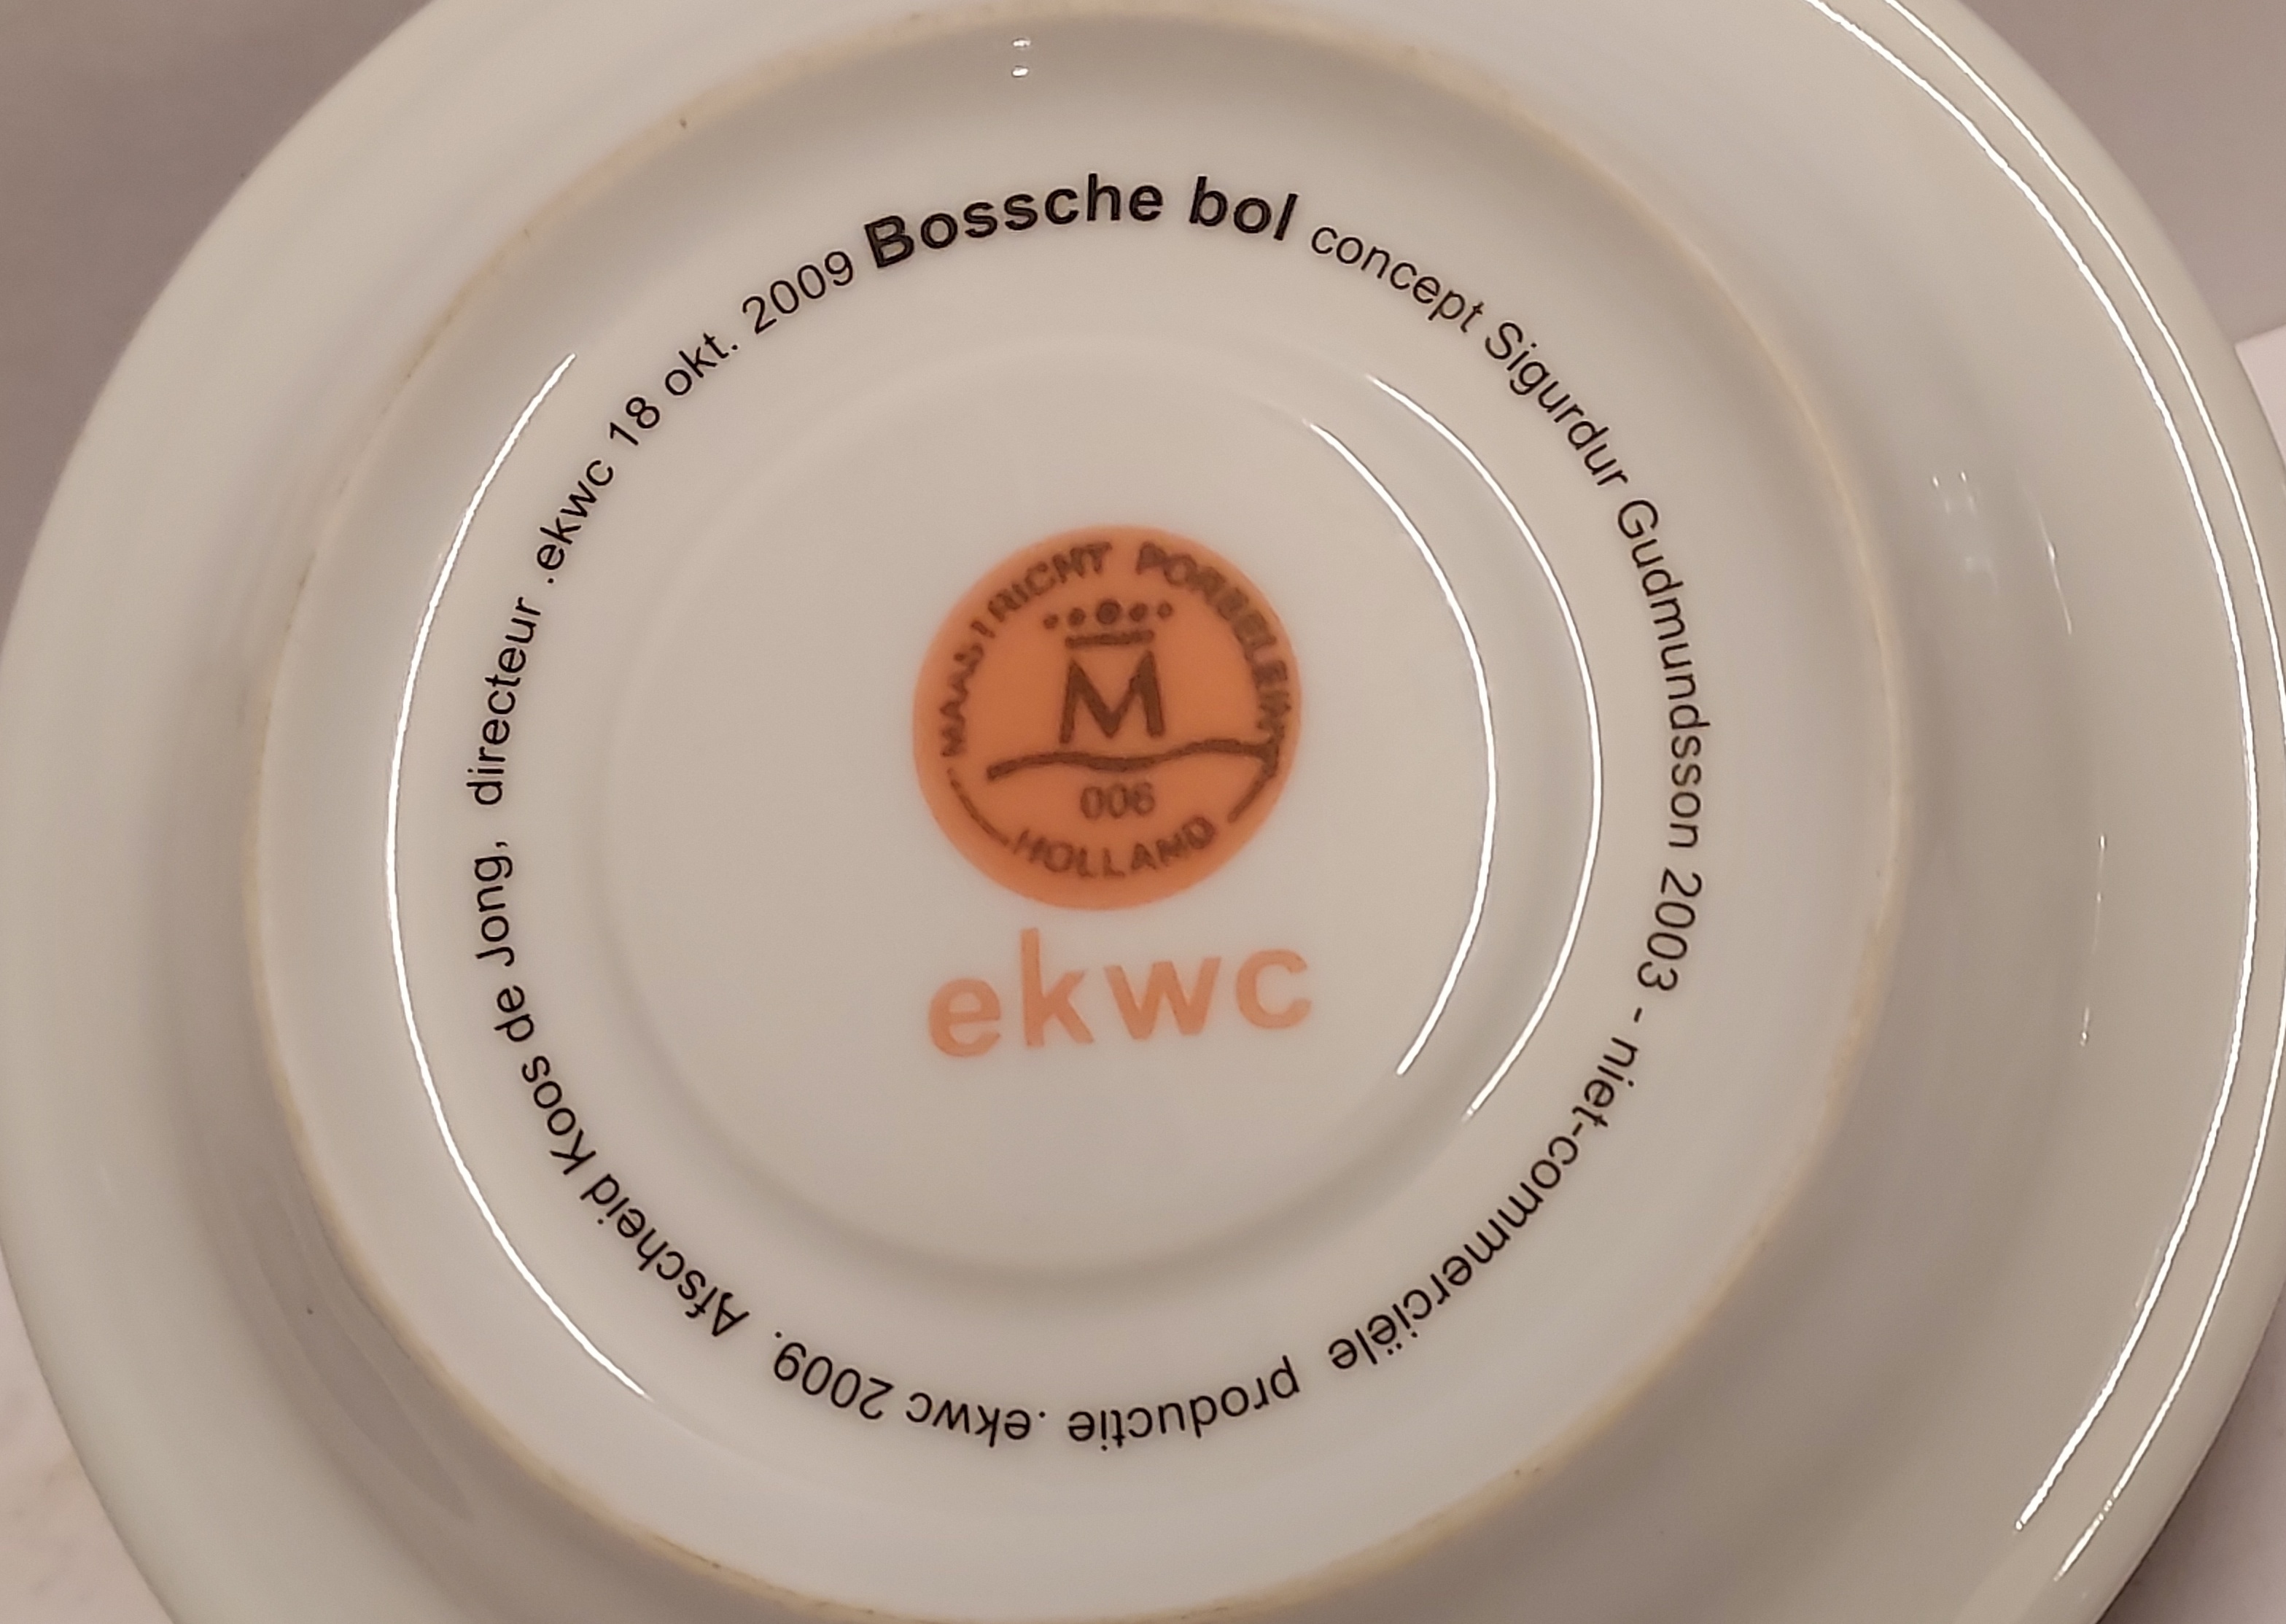 Bossche bol concept Sigurdur Gudmundsson 2003 - niet-commerciële productie .ekwc 2009. Afscheid Koos de Jong, directeur .ekwc 18 okt. 2009
MAASTRICHT PORSELEIN
M
006
HOLLAND
ekwc